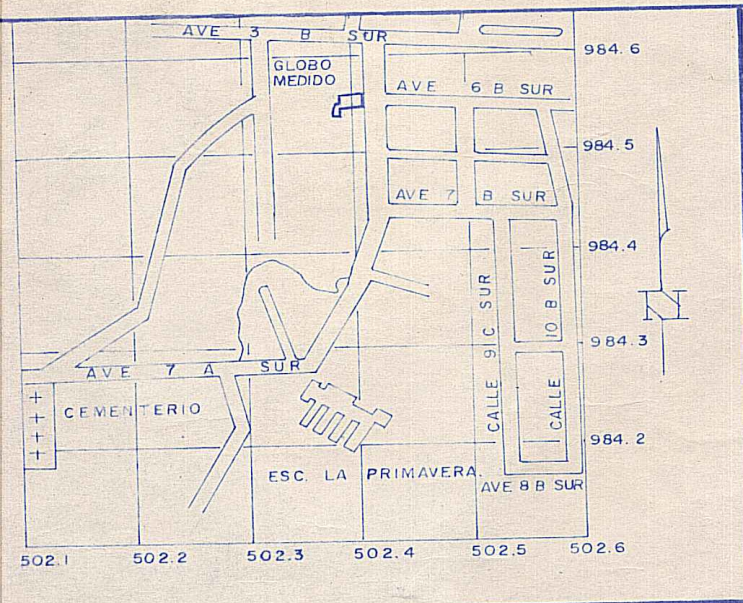 AVE 3 B SUR
984.6
GLOBO
MEDIDO
AVE 6 B SUR
984.5
AVE 7 B SUR
984.4
CALLE 9 C SUR
CALLE 10 B SUR
984.3
AVE 7 A SUR
CEMENTERIO
984.2
ESC. LA PRIMAVERA.
AVE 8 B SUR
502.1 502.2 502.3 502.4 502.5 502.6
N